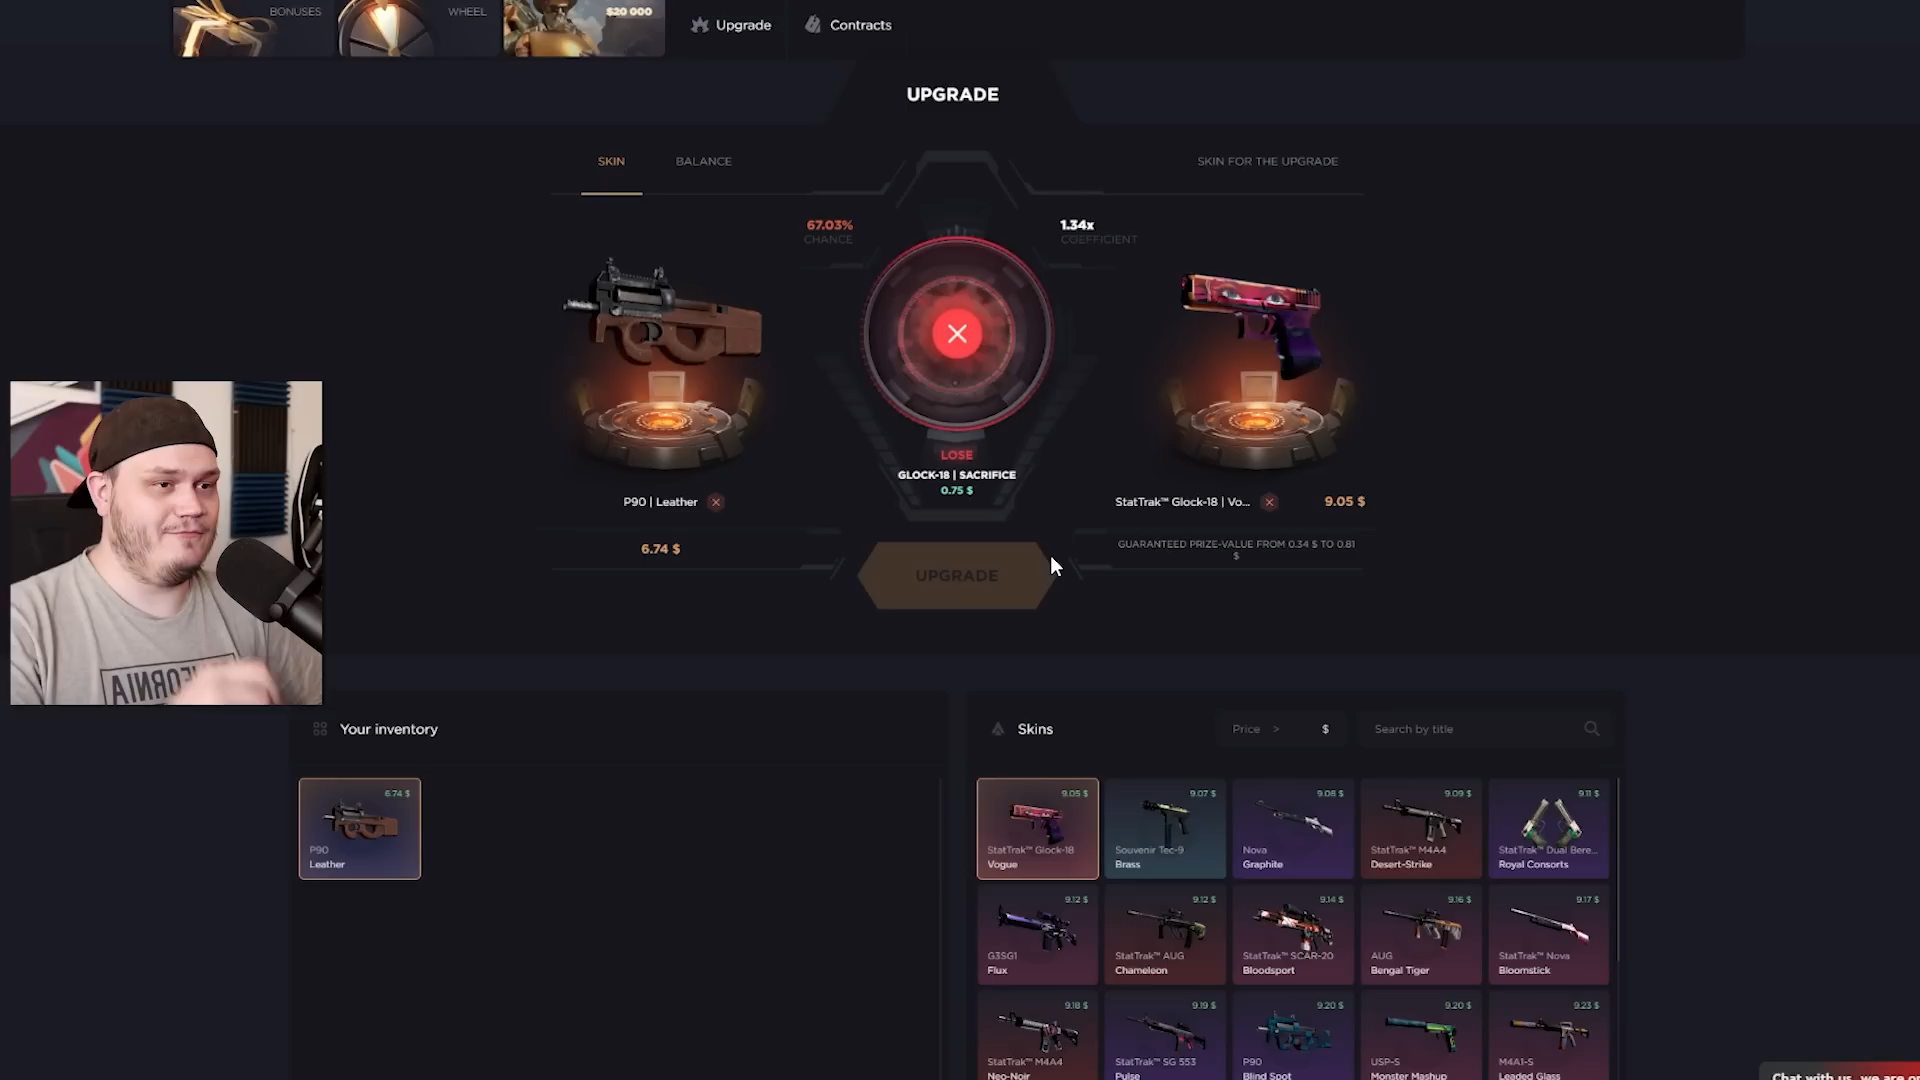 BONUSES
WHEEL
$20 000
Upgrade
Contracts
UPGRADE
SKIN
BALANCE
SKIN FOR THE UPGRADE
67.03%
CHANCE
1.34x
COEFFICIENT
LOSE
GLOCK-18 | SACRIFICE
0.75 $
P90 | Leather
StatTrak™ Glock-18 | Vo...
9.05 $
6.74 $
GUARANTEED PRIZE-VALUE FROM 0.34 $ TO 0.81
$
UPGRADE
Your inventory
Skins
Price >
$
Search by title
6.74 $
P90
Leather
9.05 $
StatTrak™ Glock-18
Vogue
9.07 $
Souvenir Tec-9
Brass
9.08 $
Nova
Graphite
9.09 $
StatTrak™ M4A4
Desert-Strike
9.11 $
StatTrak™ Dual Bere...
Royal Consorts
9.12 $
G3SG1
Flux
9.12 $
StatTrak™ AUG
Chameleon
9.14 $
StatTrak™ SCAR-20
Bloodsport
9.16 $
AUG
Bengal Tiger
9.17 $
StatTrak™ Nova
Bloomstick
9.18 $
StatTrak™ M4A4
Neo-Noir
9.19 $
StatTrak™ SG 553
Pulse
9.20 $
P90
Blind Spot
9.20 $
USP-S
Monster Mashup
9.23 $
M4A1-S
Leaded Glass
Chat with us, we are